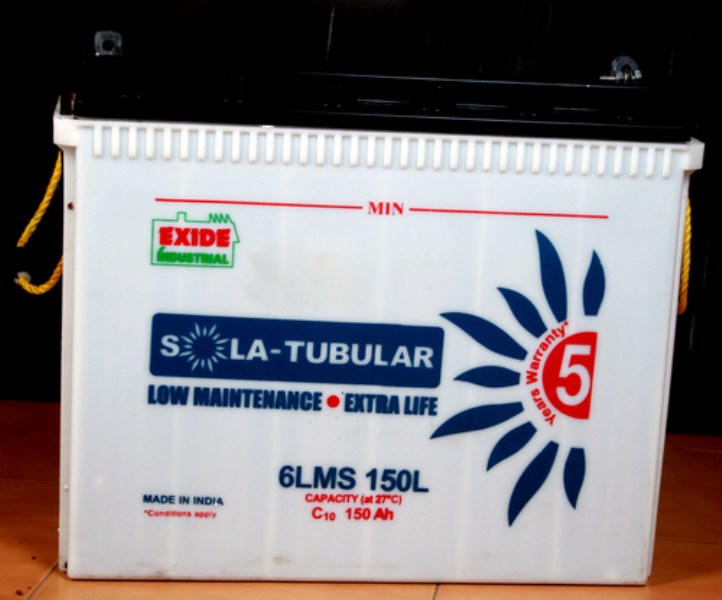 MIN
EXIDE
INDUSTRIAL
SOLA-TUBULAR
LOW MAINTENANCE • EXTRA LIFE
5
Years Warranty*
6LMS 150L
CAPACITY (at 27°C)
C₁₀ 150 Ah
MADE IN INDIA
*Conditions apply